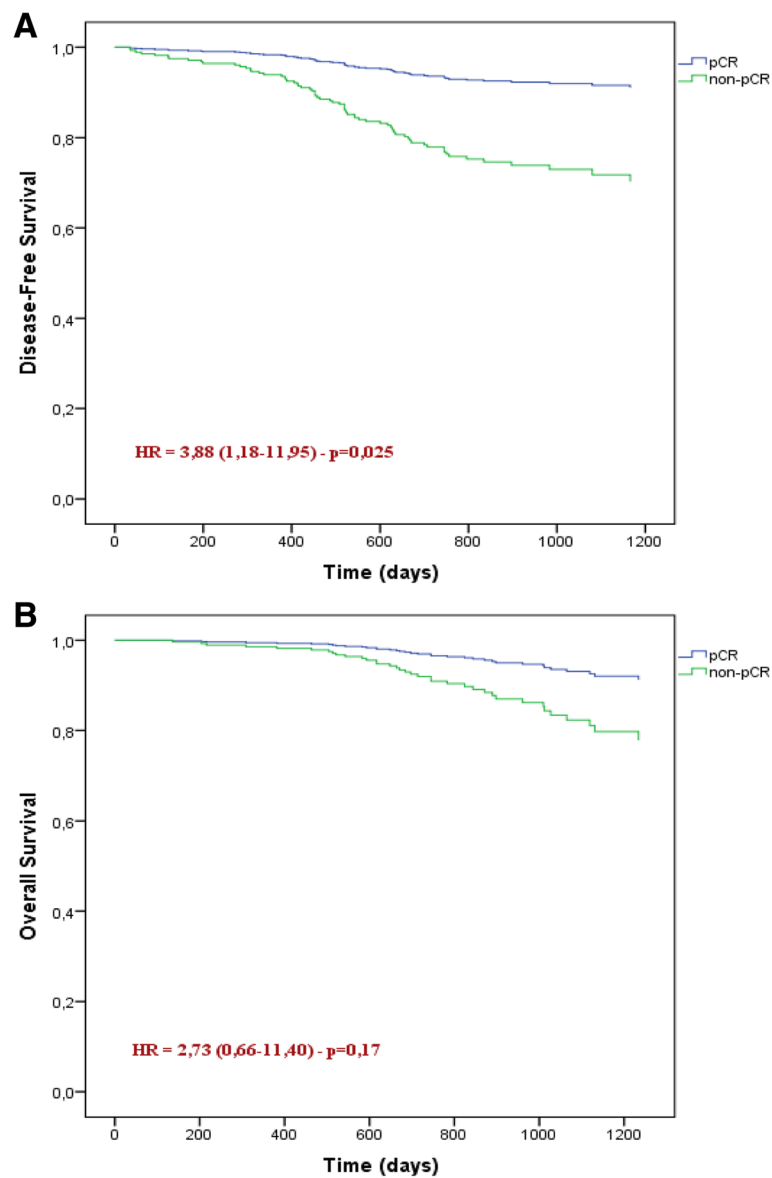 A
1,0
0,8
0,6
0,4
0,2
0,0
Disease-Free Survival
pCR
non-pCR
HR = 3,88 (1,18-11,95) - p=0,025
0 200 400 600 800 1000 1200
Time (days)
B
1,0
0,8
0,6
0,4
0,2
0,0
Overall Survival
pCR
non-pCR
HR = 2,73 (0,66-11,40) - p=0,17
0 200 400 600 800 1000 1200
Time (days)